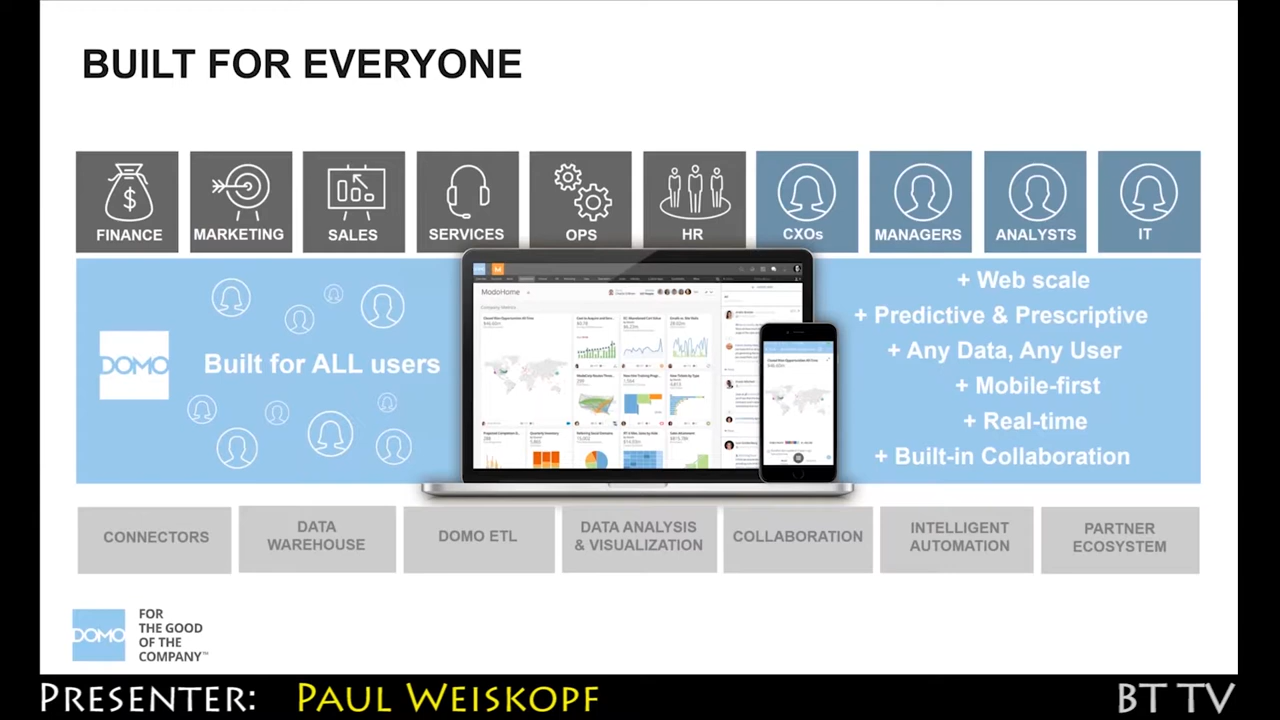 BUILT FOR EVERYONE
FINANCE
MARKETING
SALES
SERVICES
OPS
HR
CXOs
MANAGERS
ANALYSTS
IT
DOMO
Built for ALL users
ModoHome
+ Web scale
+ Predictive & Prescriptive
+ Any Data, Any User
+ Mobile-first
+ Real-time
+ Built-in Collaboration
CONNECTORS
DATA
WAREHOUSE
DOMO ETL
DATA ANALYSIS
& VISUALIZATION
COLLABORATION
INTELLIGENT
AUTOMATION
PARTNER
ECOSYSTEM
DOMO
FOR
THE GOOD
OF THE
COMPANY™
PRESENTER: PAUL WEISKOPF
BT TV